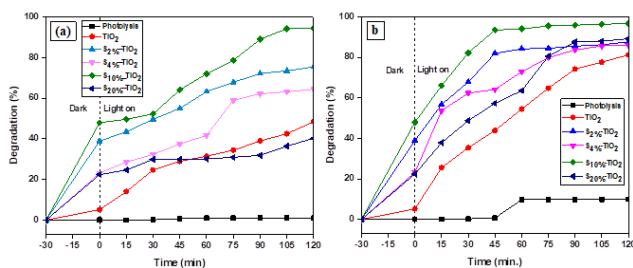 (a)
Photolysis
TiO2
S2%-TiO2
S4%-TiO2
S10%-TiO2
S20%-TiO2
Dark
Light on
Degradation (%)
100
80
60
40
20
0
-30 -15 0 15 30 45 60 75 90 105 120
Time (min)
b
Dark
Light on
Photolysis
TiO2
S2%-TiO2
S4%-TiO2
S10%-TiO2
S20%-TiO2
Degradation (%)
100
80
60
40
20
0
-30 -15 0 15 30 45 60 75 90 105 120
Time (min.)